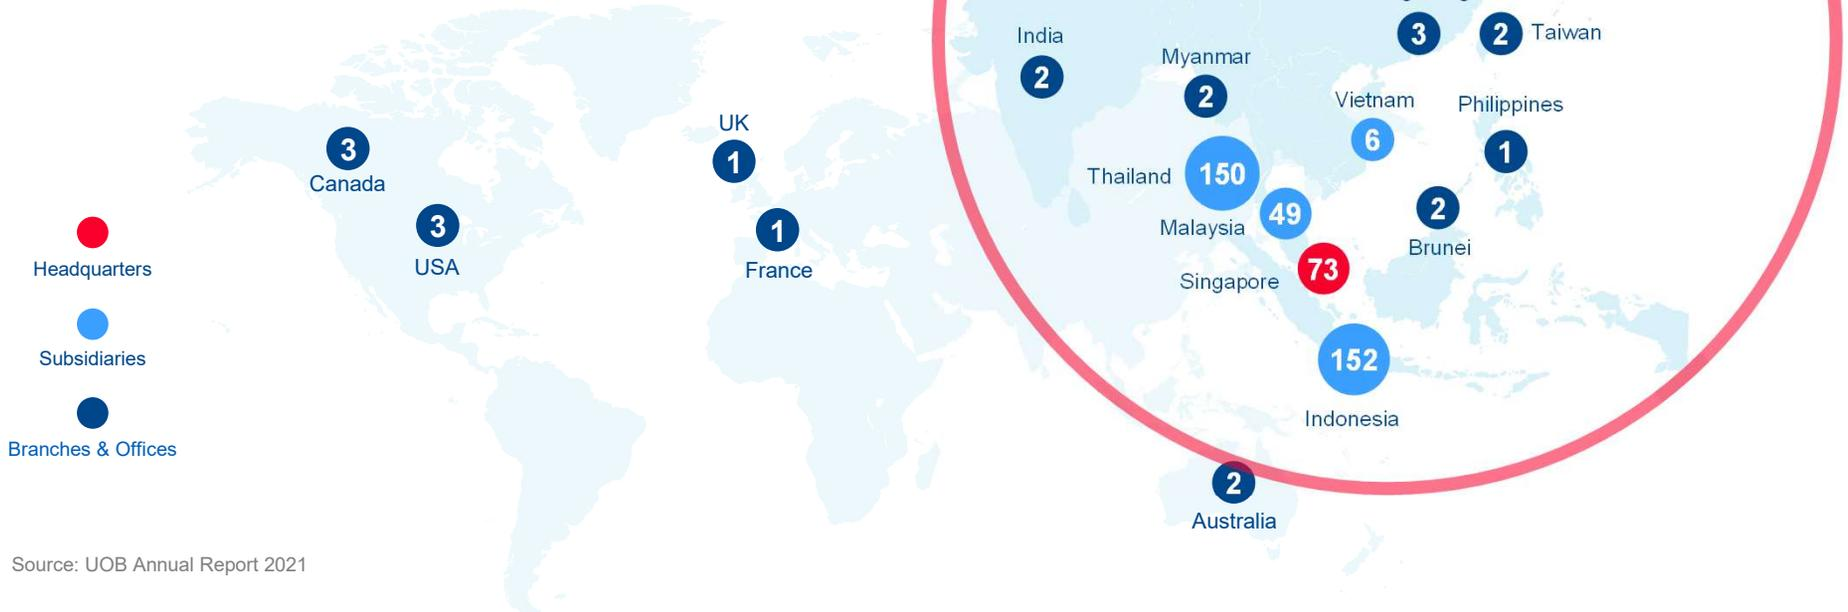 3
2
Taiwan
India
2
Myanmar
2
Vietnam
6
Philippines
1
Thailand
150
Malaysia
49
2
Brunei
Singapore
73
152
Indonesia
2
Australia
3
Canada
3
USA
UK
1
1
France
Headquarters
Subsidiaries
Branches & Offices
Source: UOB Annual Report 2021